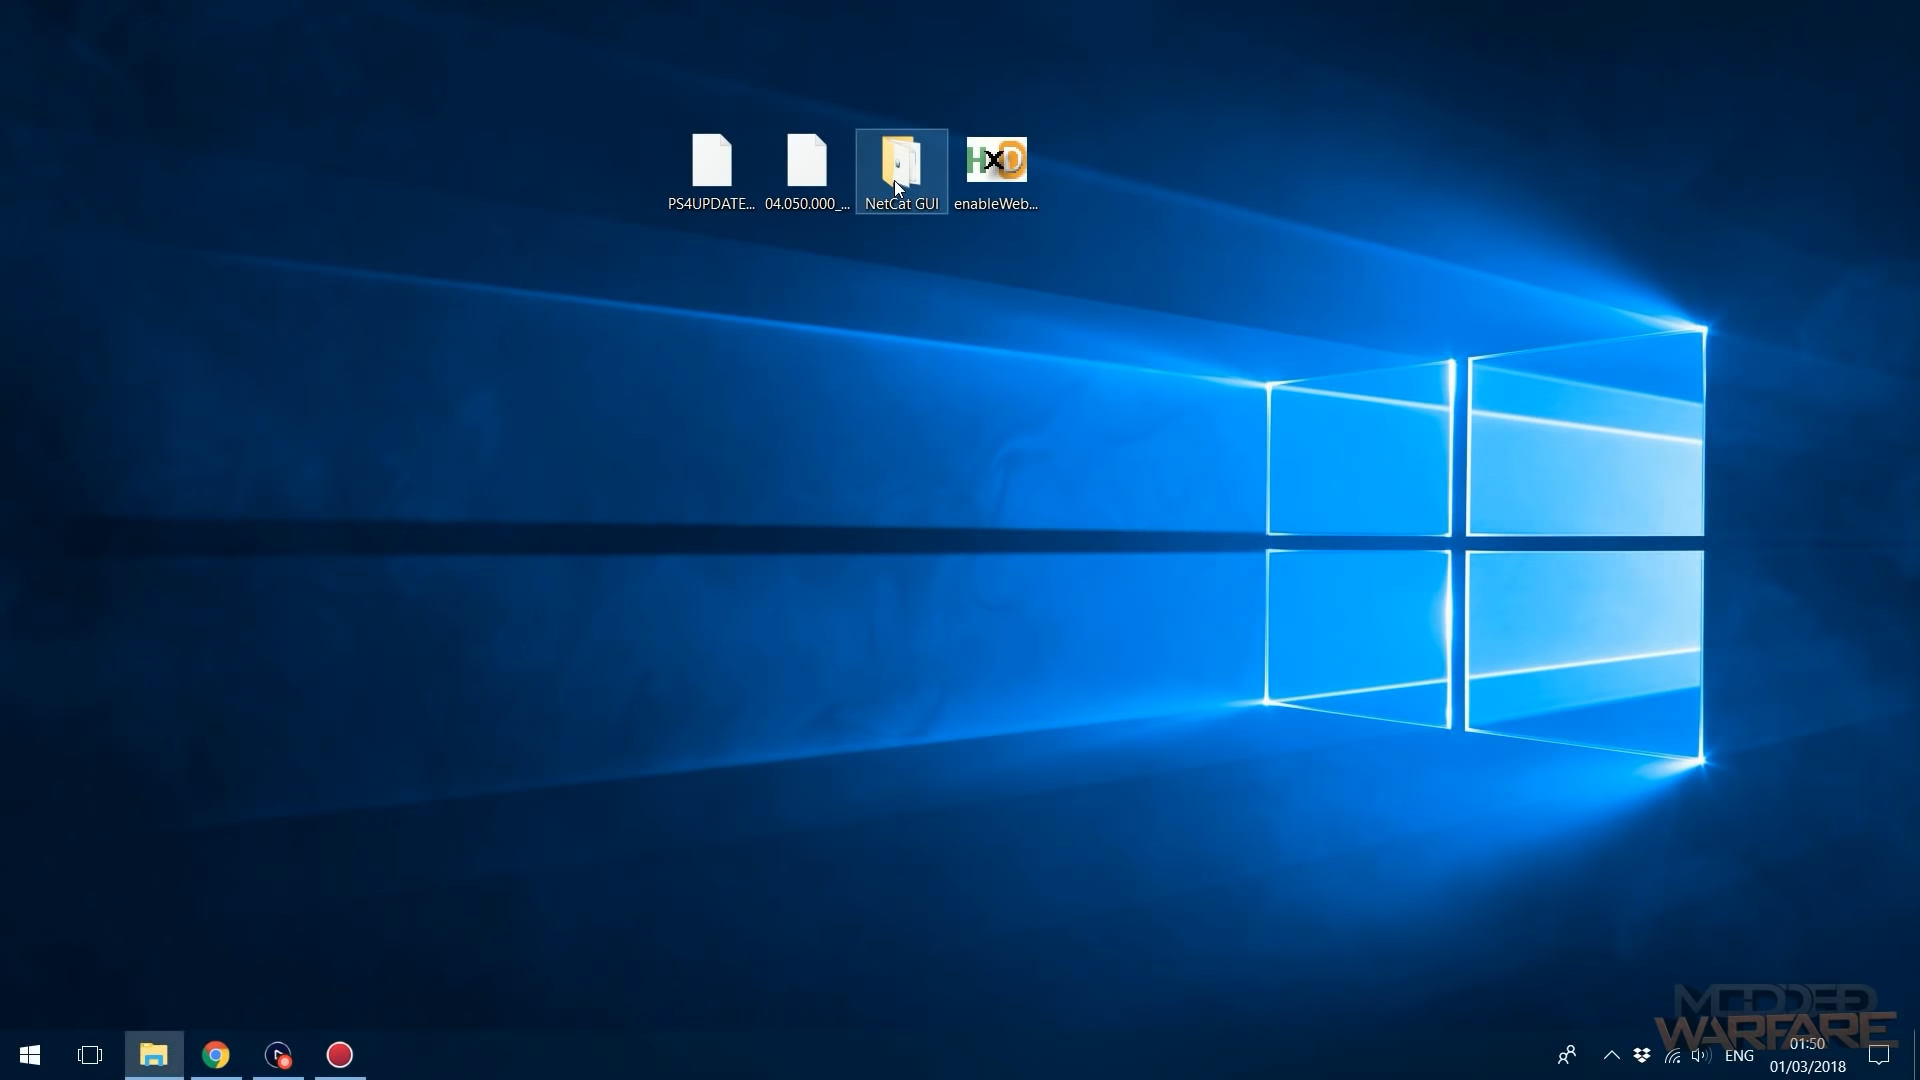 HxD
PS4UPDATE...
04.050.000_...
NetCat GUI
enableWeb...
MODDED
WARFARE
ENG
01:50
01/03/2018